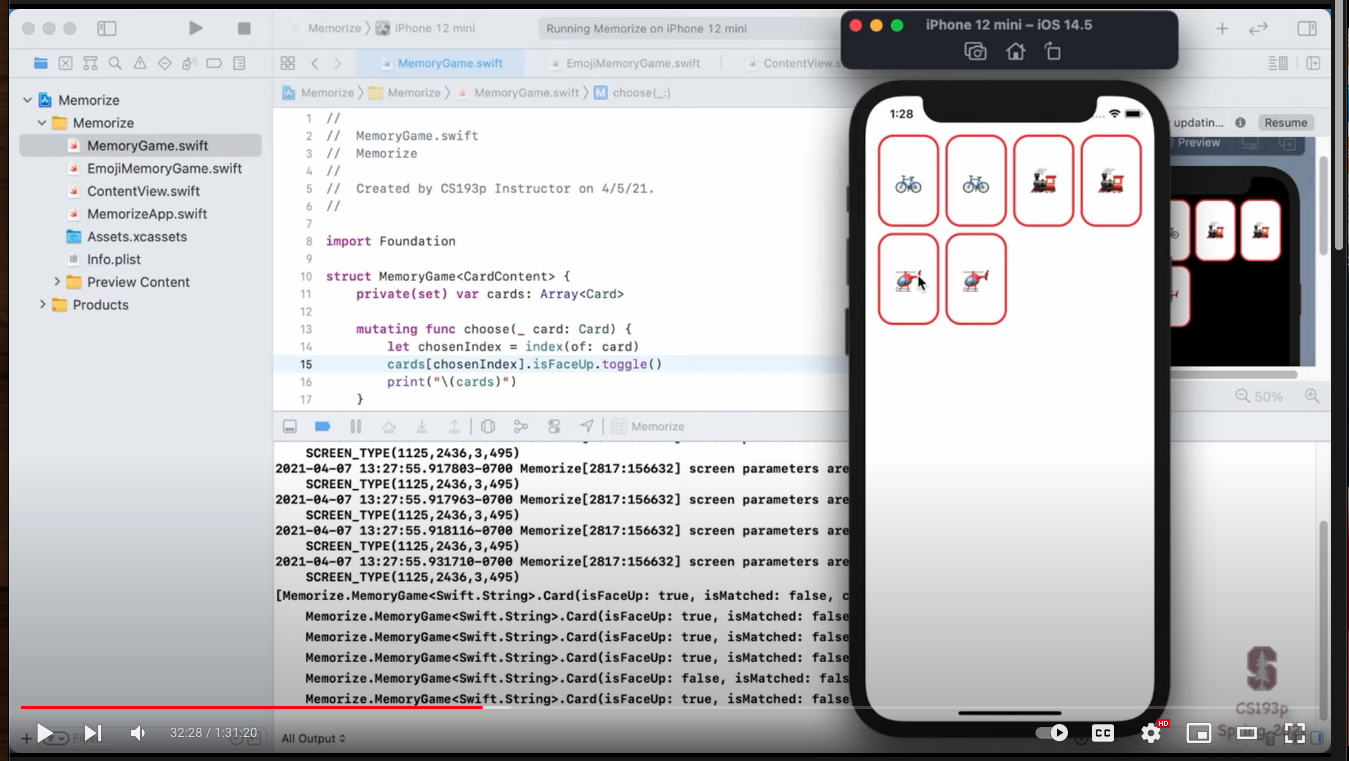 Memorize
iPhone 12 mini
Running Memorize on iPhone 12 mini
iPhone 12 mini – iOS 14.5
MemoryGame.swift
EmojiMemoryGame.swift
ContentView.s
Memorize
Memorize
MemoryGame.swift
M
choose(_:)
updatin...
Resume
Preview
Memorize
Memorize
MemoryGame.swift
EmojiMemoryGame.swift
ContentView.swift
MemorizeApp.swift
Assets.xcassets
Info.plist
Preview Content
Products
1 //
2 //  MemoryGame.swift
3 //  Memorize
4 //
5 //  Created by CS193p Instructor on 4/5/21.
6 //
7
8 import Foundation
9
10 struct MemoryGame<CardContent> {
11     private(set) var cards: Array<Card>
12
13     mutating func choose(_ card: Card) {
14         let chosenIndex = index(of: card)
15         cards[chosenIndex].isFaceUp.toggle()
16         print("\(cards)")
17     }
1:28
50%
Memorize
SCREEN_TYPE(1125,2436,3,495)
2021-04-07 13:27:55.917803-0700 Memorize[2817:156632] screen parameters are
SCREEN_TYPE(1125,2436,3,495)
2021-04-07 13:27:55.917963-0700 Memorize[2817:156632] screen parameters are
SCREEN_TYPE(1125,2436,3,495)
2021-04-07 13:27:55.918116-0700 Memorize[2817:156632] screen parameters are
SCREEN_TYPE(1125,2436,3,495)
2021-04-07 13:27:55.931710-0700 Memorize[2817:156632] screen parameters are
SCREEN_TYPE(1125,2436,3,495)
[Memorize.MemoryGame<Swift.String>.Card(isFaceUp: true, isMatched: false, c
Memorize.MemoryGame<Swift.String>.Card(isFaceUp: true, isMatched: false
Memorize.MemoryGame<Swift.String>.Card(isFaceUp: true, isMatched: false
Memorize.MemoryGame<Swift.String>.Card(isFaceUp: true, isMatched: false
Memorize.MemoryGame<Swift.String>.Card(isFaceUp: false, isMatched: fals
Memorize.MemoryGame<Swift.String>.Card(isFaceUp: true, isMatched: false
CS193p
32:28 / 1:31:20
All Output
CC
HD